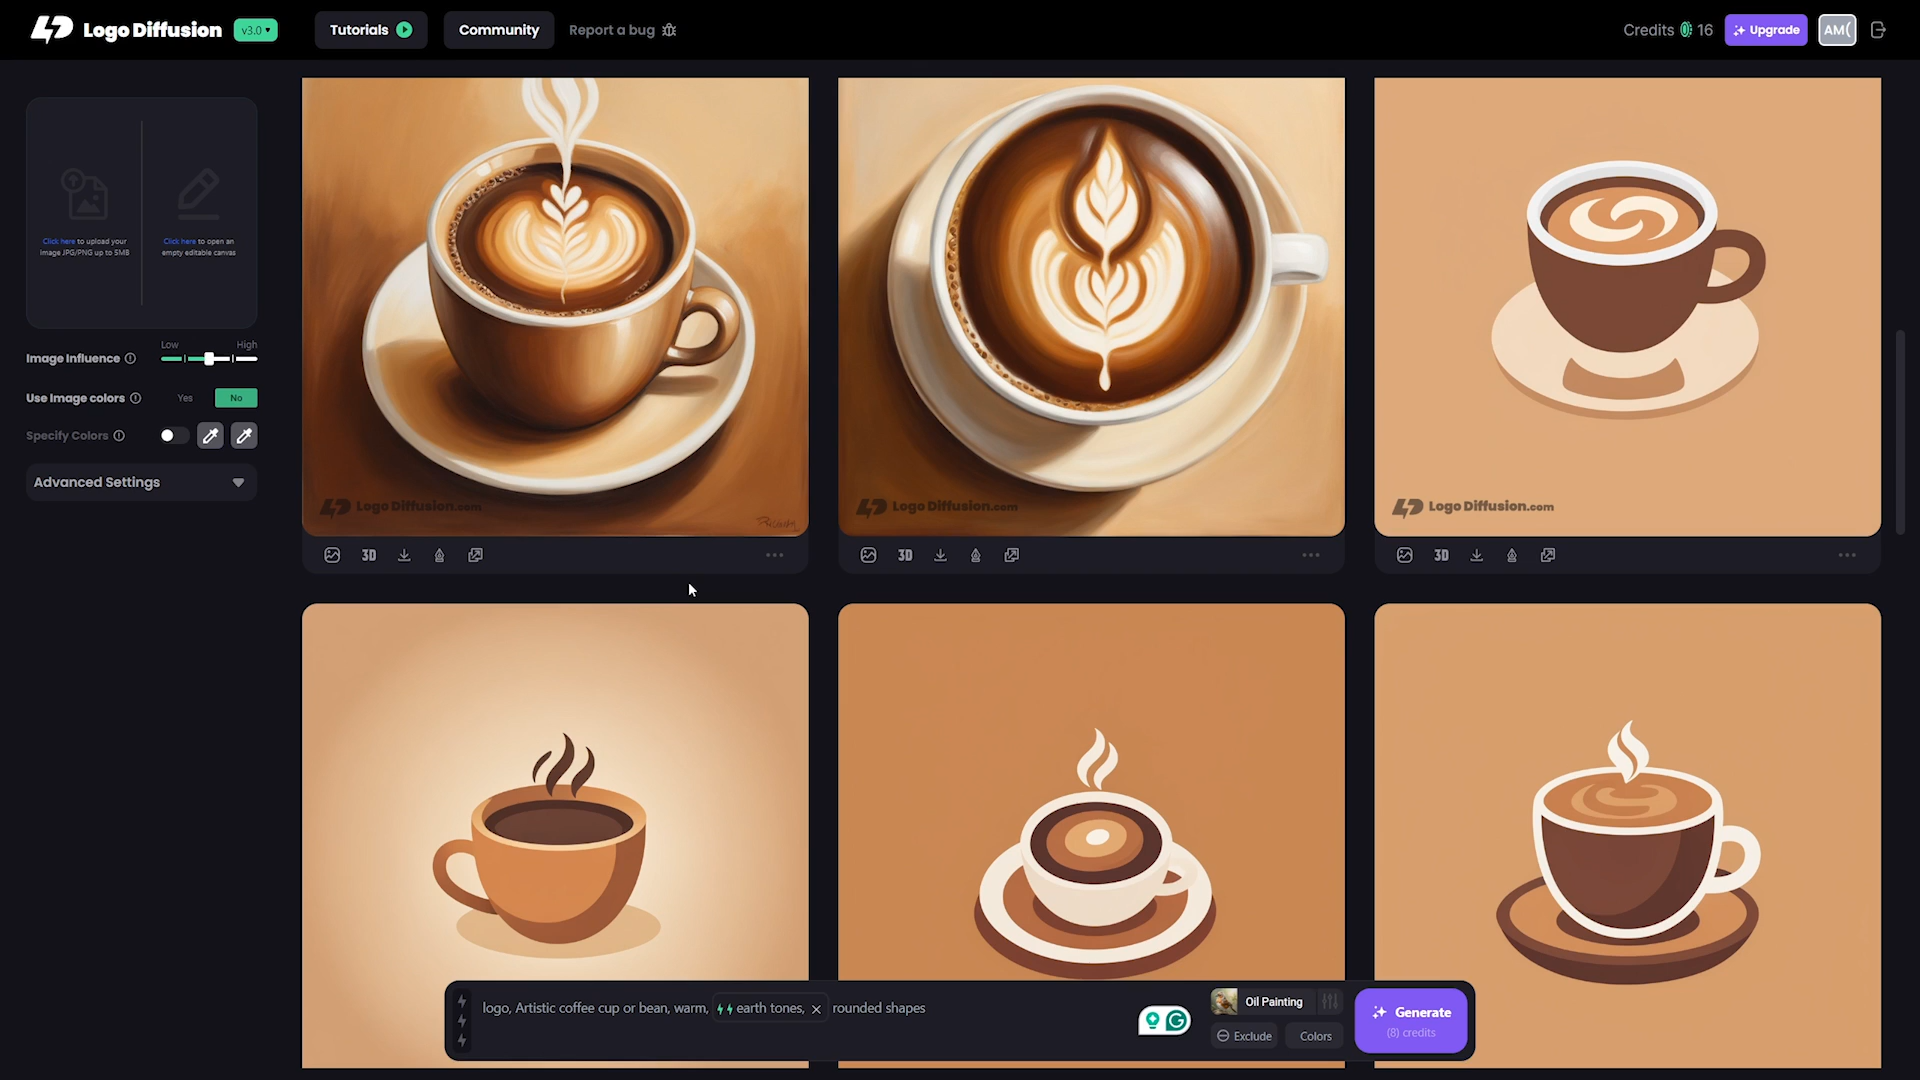 Logo Diffusion
v3.0
Tutorials
Community
Report a bug
Credits 16
Upgrade
AM(
Click here to upload your
image JPG/PNG up to 5MB
Click here to open an
empty editable canvas
Low
High
Image Influence
Use Image colors
Yes
No
Specify Colors
Advanced Settings
Logo Diffusion.com
Logo Diffusion.com
Logo Diffusion.com
3D
3D
3D
logo, Artistic coffee cup or bean, warm, earth tones, rounded shapes
Oil Painting
Exclude
Colors
Generate
(8) credits